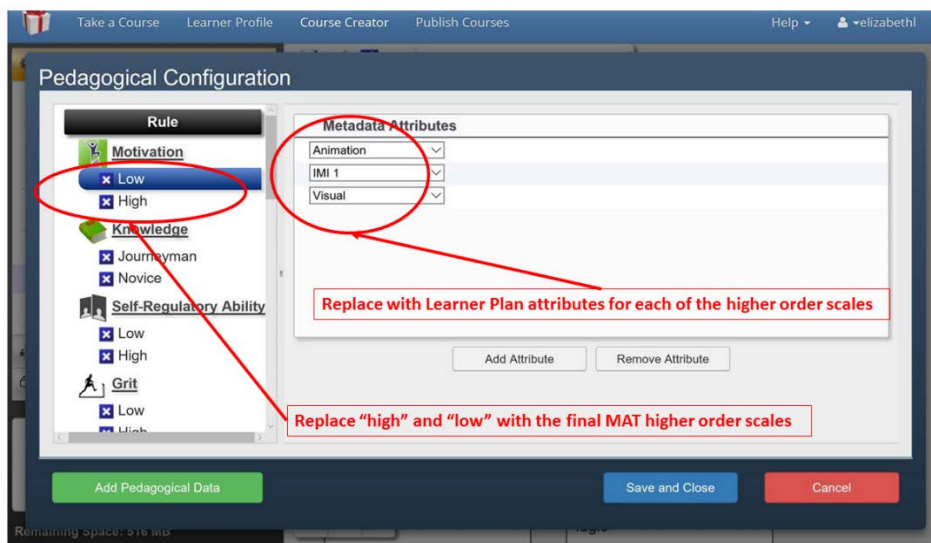 Take a Course Learner Profile Course Creator Publish Courses Help elizabethl
Pedagogical Configuration
Rule
Motivation
Low
High
Knowledge
Journeyman
Novice
Self-Regulatory Ability
Low
High
Grit
Low
High
Metadata Attributes
Animation
IMI 1
Visual
Replace with Learner Plan attributes for each of the higher order scales
Add Attribute Remove Attribute
Replace “high” and “low” with the final MAT higher order scales
Add Pedagogical Data Save and Close Cancel
Remaining Space: 516 MB